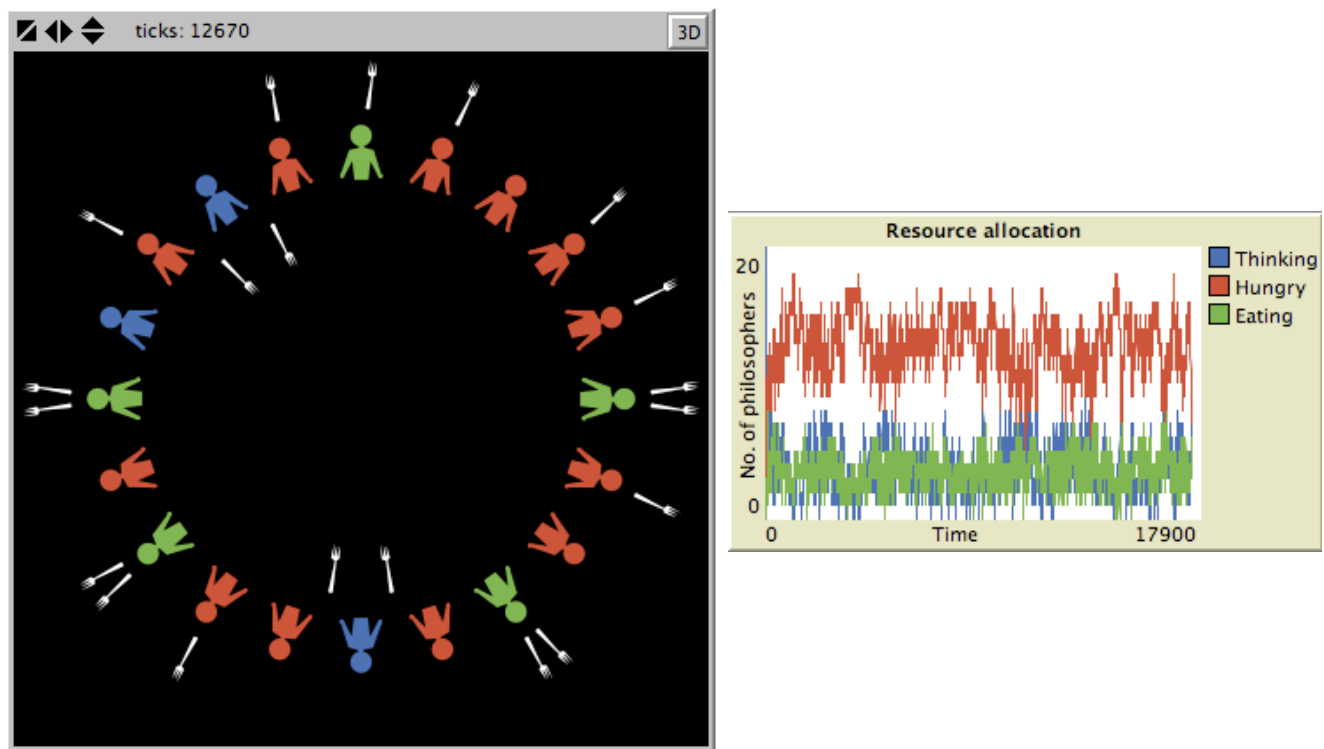 ticks: 12670
3D
Resource allocation
20
No. of philosophers
0
0
Time
17900
Thinking
Hungry
Eating